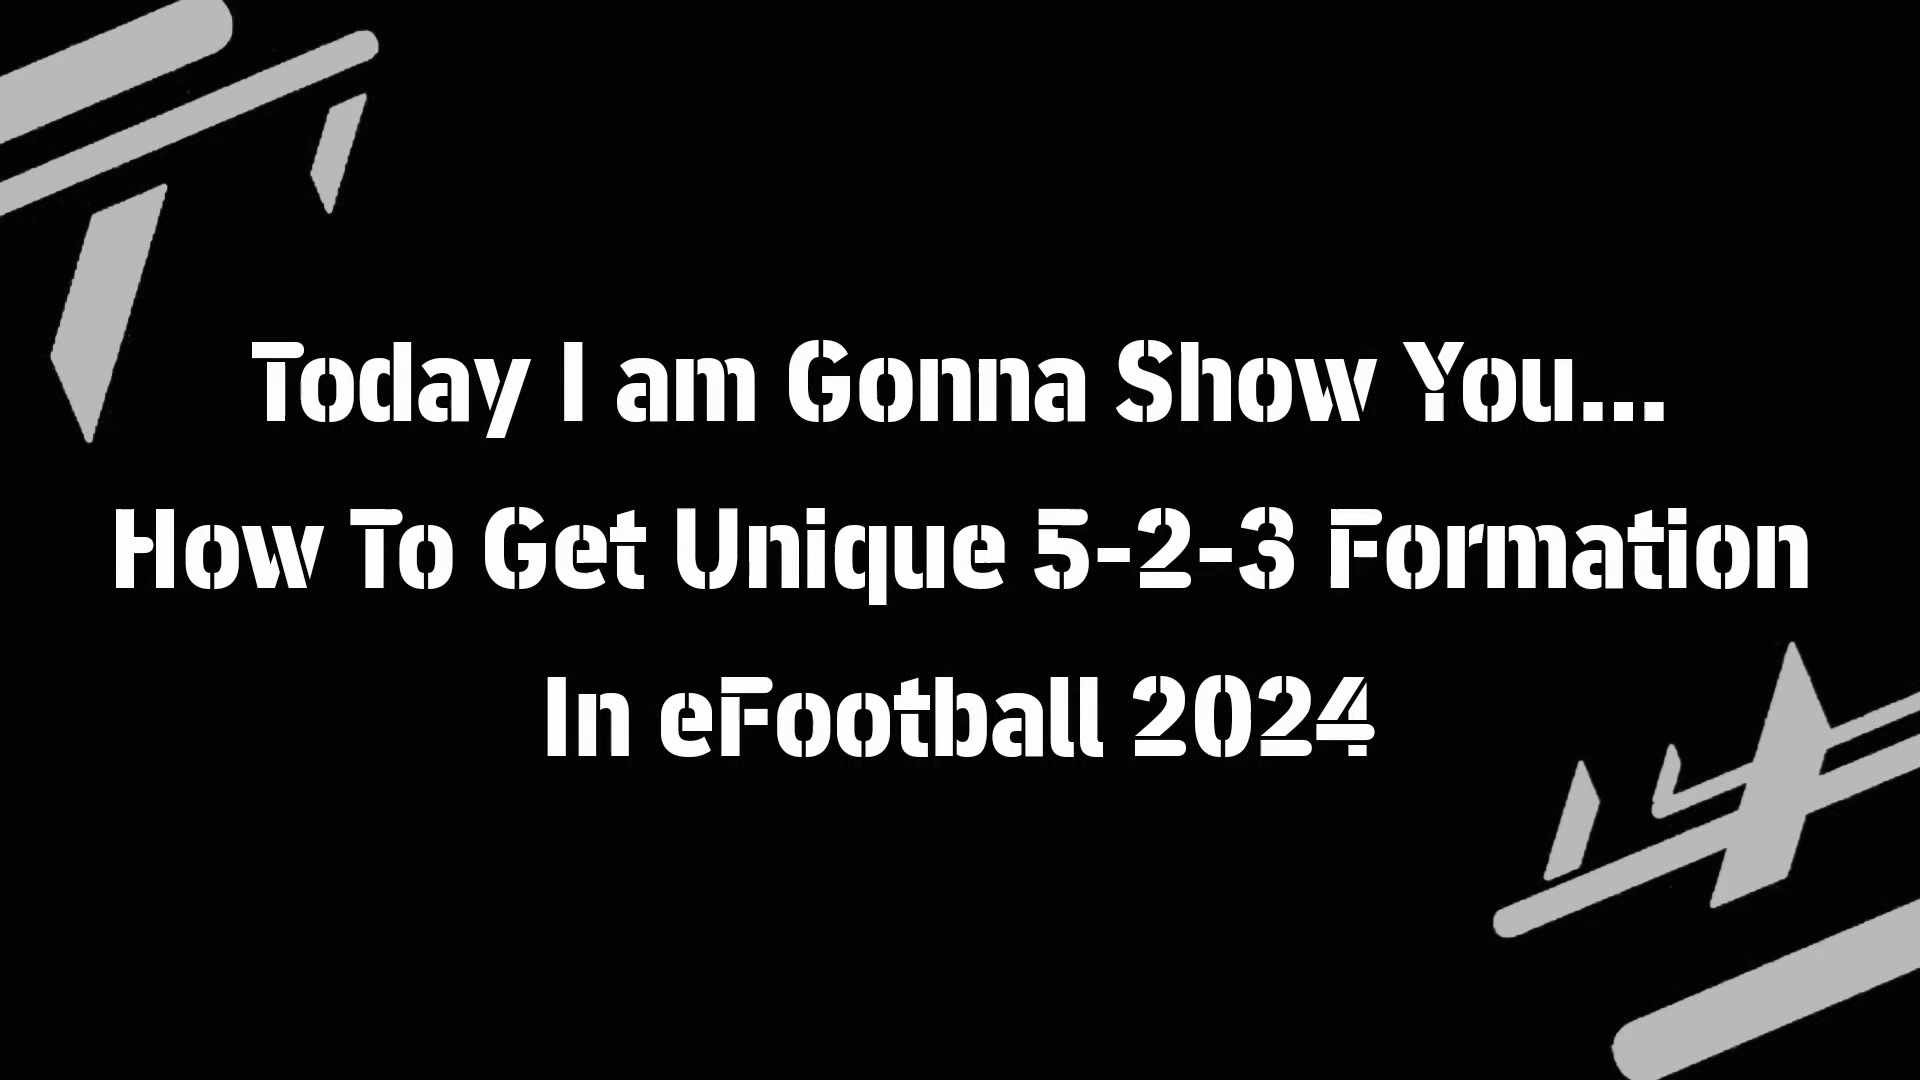 Today I am Gonna Show You...
How To Get Unique 5-2-3 Formation
In eFootball 2024